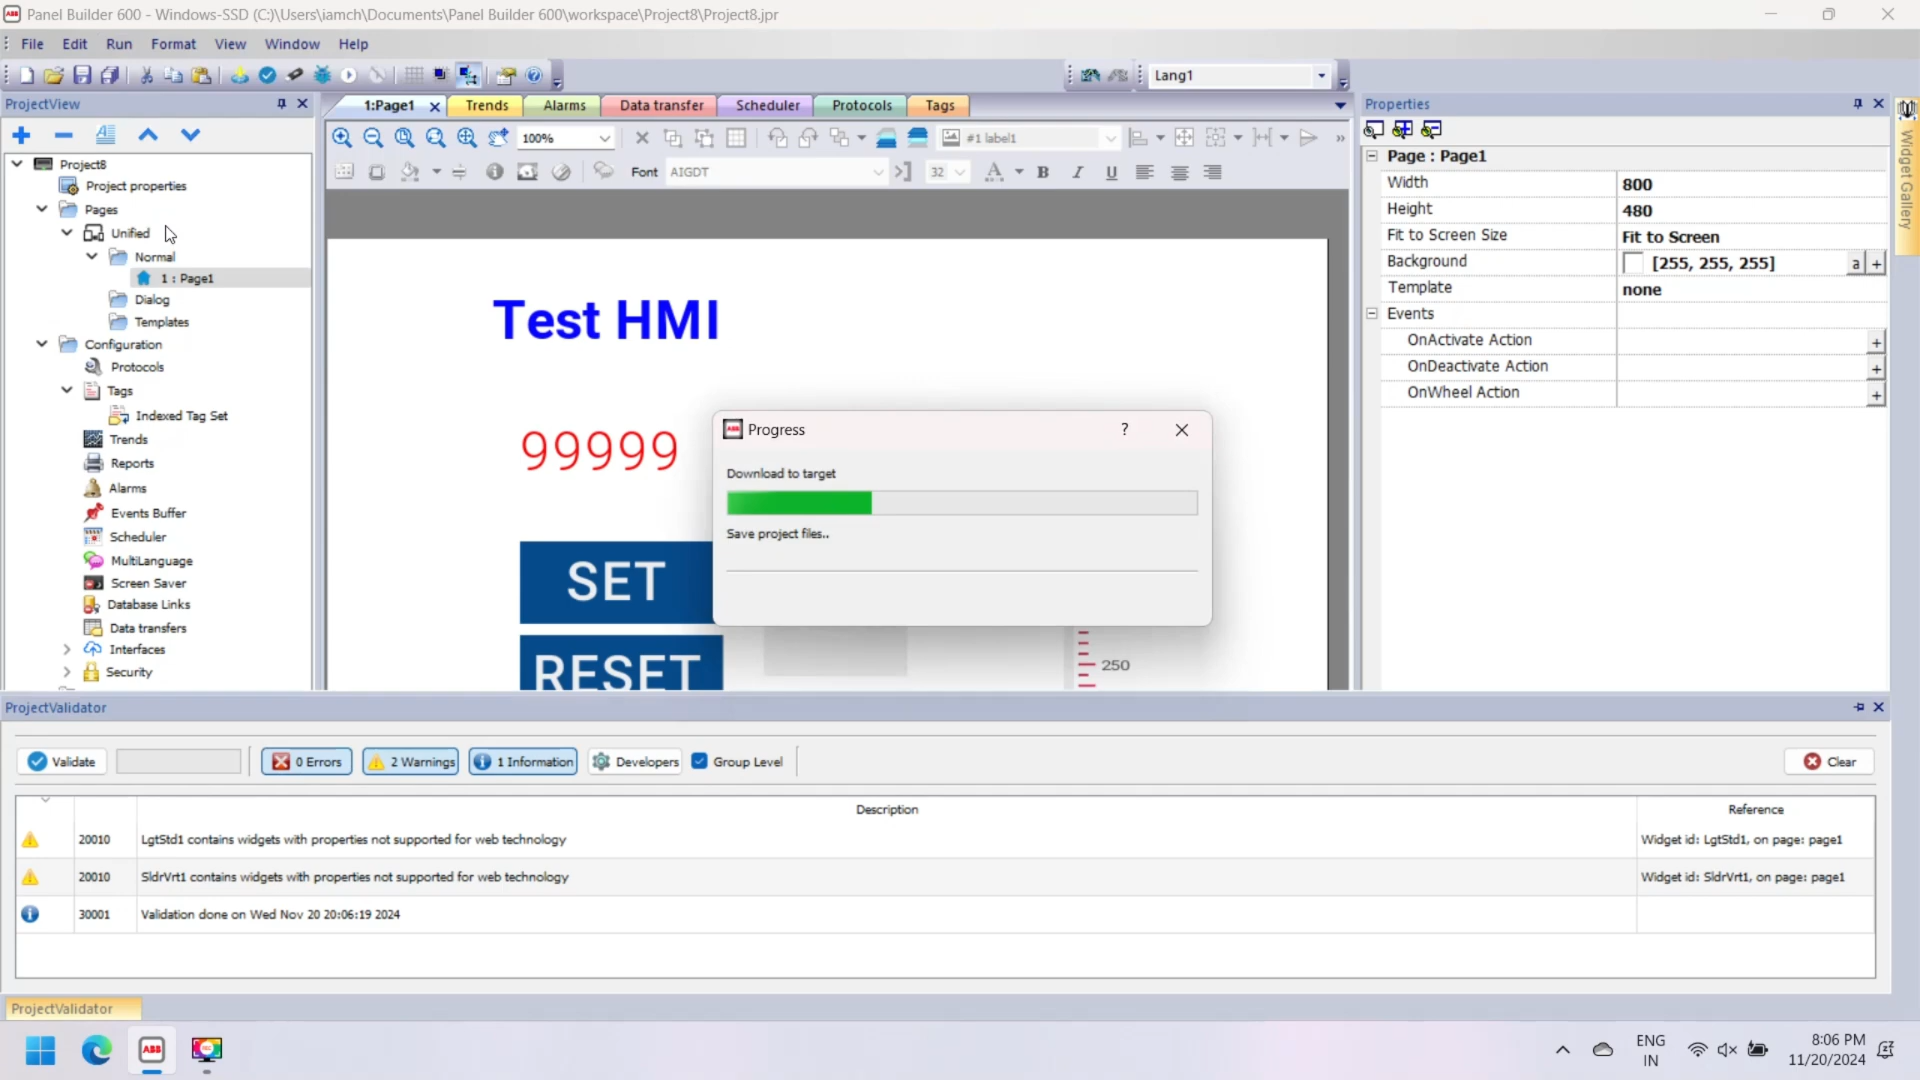 ABB Panel Builder 600 - Windows-SSD (C:)\Users\iamch\Documents\Panel Builder 600\workspace\Project8\Project8.jpr
File Edit Run Format View Window Help
Lang1
ProjectView
Project8
Project properties
Pages
Unified
Normal
1 : Page1
Dialog
Templates
Configuration
Protocols
Tags
Indexed Tag Set
Trends
Reports
Alarms
Events Buffer
Scheduler
MultiLanguage
Screen Saver
Database Links
Data transfers
Interfaces
Security
1:Page1 Trends Alarms Data transfer Scheduler Protocols Tags
100% #1 label1
Font AIGDT 32 A B I U
Test HMI
99999
SET
RESET
250
Progress ?
Download to target
Save project files..
Properties
Page : Page1
Width 800
Height 480
Fit to Screen Size Fit to Screen
Background [255, 255, 255] a +
Template none
Events
OnActivate Action +
OnDeactivate Action +
OnWheel Action +
Widget Gallery
ProjectValidator
Validate 0 Errors 2 Warnings 1 Information Developers Group Level Clear
Description Reference
20010 LgtStd1 contains widgets with properties not supported for web technology Widget id: LgtStd1, on page: page1
20010 SldrVrt1 contains widgets with properties not supported for web technology Widget id: SldrVrt1, on page: page1
30001 Validation done on Wed Nov 20 20:06:19 2024
ProjectValidator
ABB
ENG
IN
8:06 PM
11/20/2024